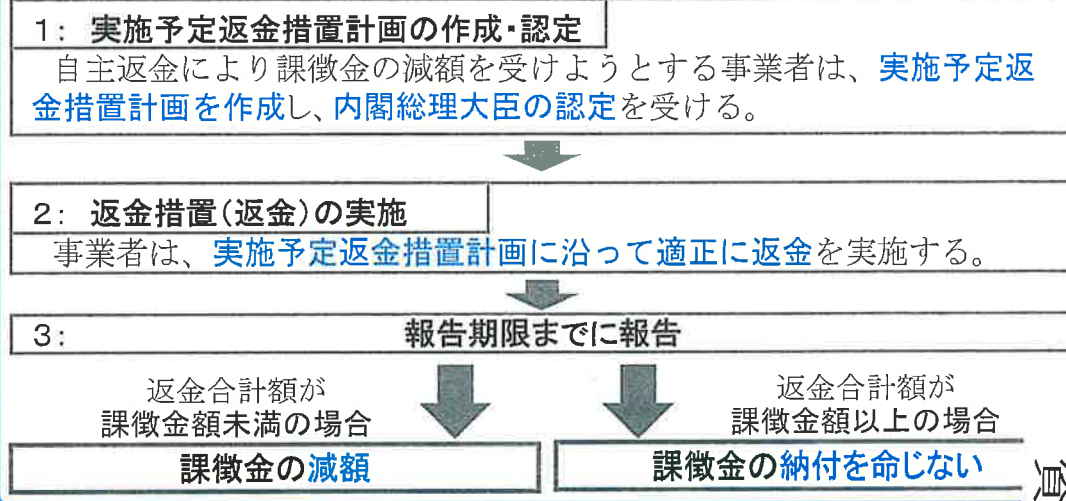 1: 実施予定返金措置計画の作成・認定
自主返金により課徴金の減額を受けようとする事業者は、実施予定返
金措置計画を作成し、内閣総理大臣の認定を受ける。
2: 返金措置(返金)の実施
事業者は、実施予定返金措置計画に沿って適正に返金を実施する。
3: 報告期限までに報告
返金合計額が
課徴金額未満の場合
返金合計額が
課徴金額以上の場合
課徴金の減額
課徴金の納付を命じない